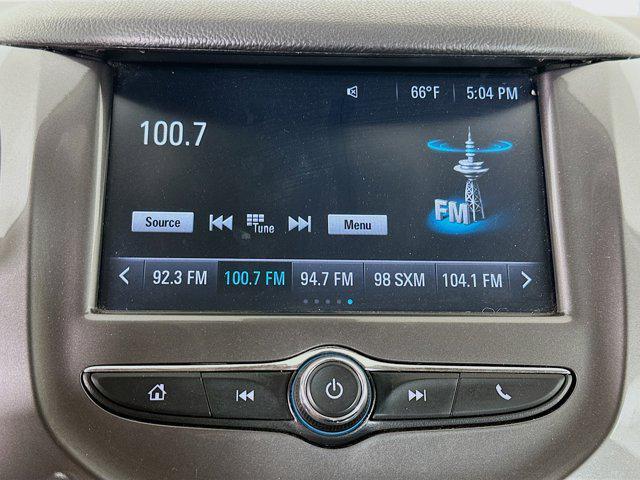 66°F 5:04 PM
100.7
FM
Source Tune Menu
92.3 FM 100.7 FM 94.7 FM 98 SXM 104.1 FM